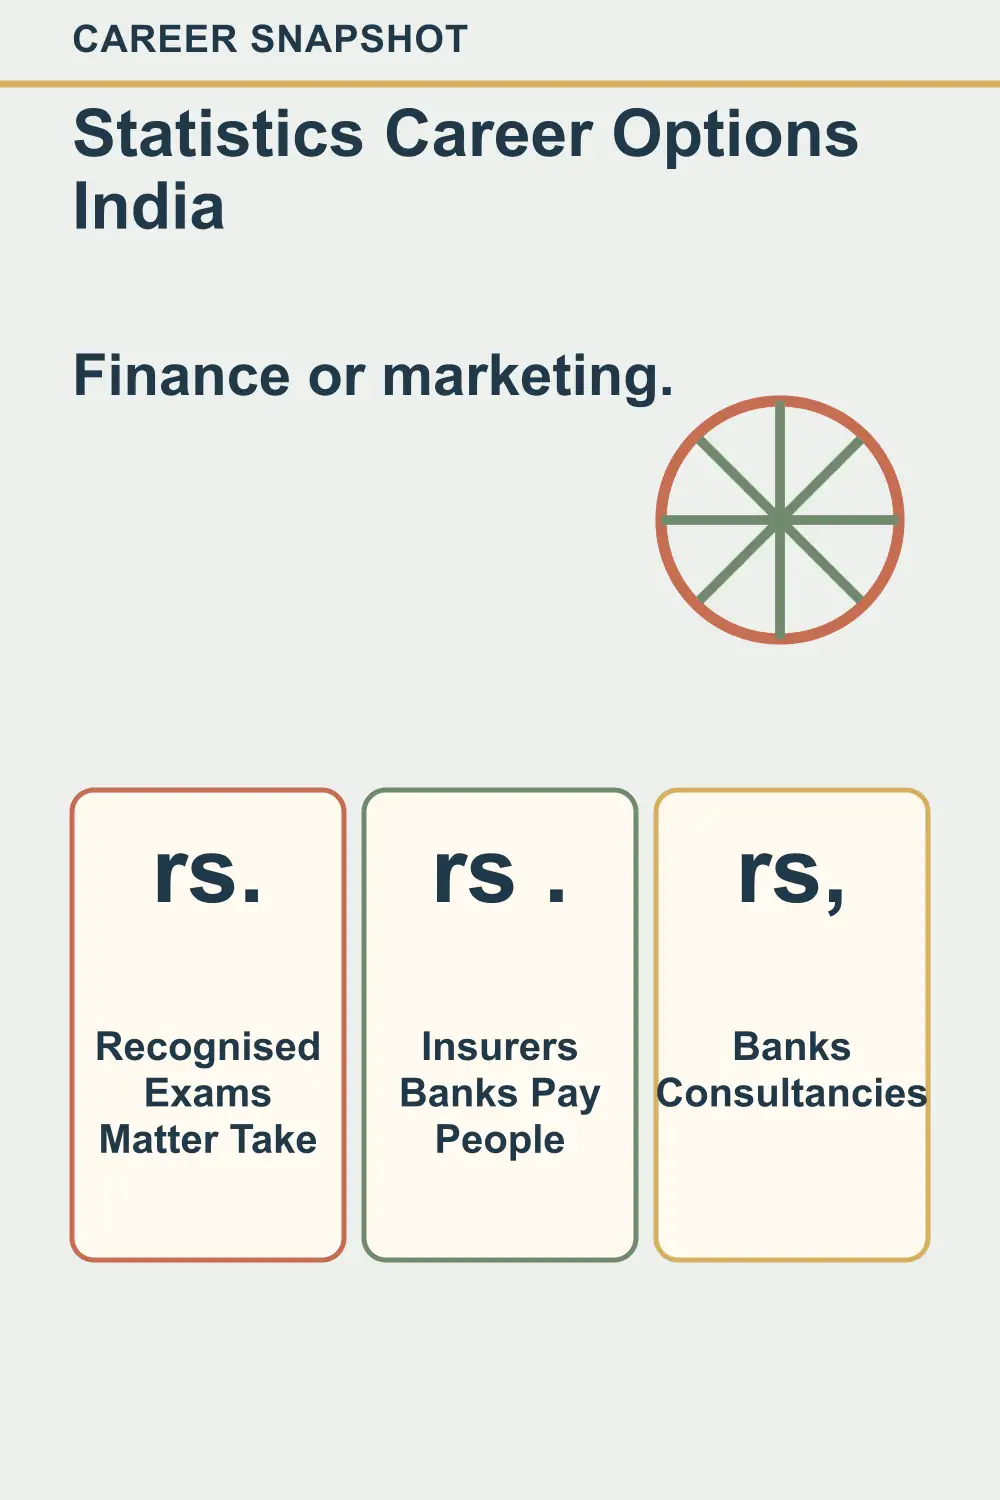 CAREER SNAPSHOT
Statistics Career Options
India
Finance or marketing.
rs.
Recognised
Exams
Matter Take
rs .
Insurers
Banks Pay
People
rs,
Banks
Consultancies